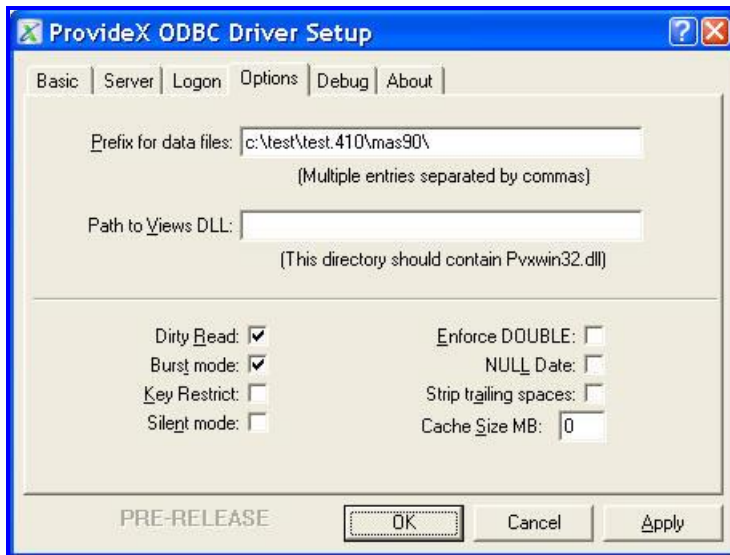 ProvideX ODBC Driver Setup
Basic Server Logon Options Debug About
Prefix for data files: c:\test\test.410\mas90\
(Multiple entries separated by commas)
Path to Views DLL:
(This directory should contain Pvxwin32.dll)
Dirty Read: Enforce DOUBLE:
Burst mode: NULL Date:
Key Restrict: Strip trailing spaces:
Silent mode: Cache Size MB: 0
PRE-RELEASE OK Cancel Apply